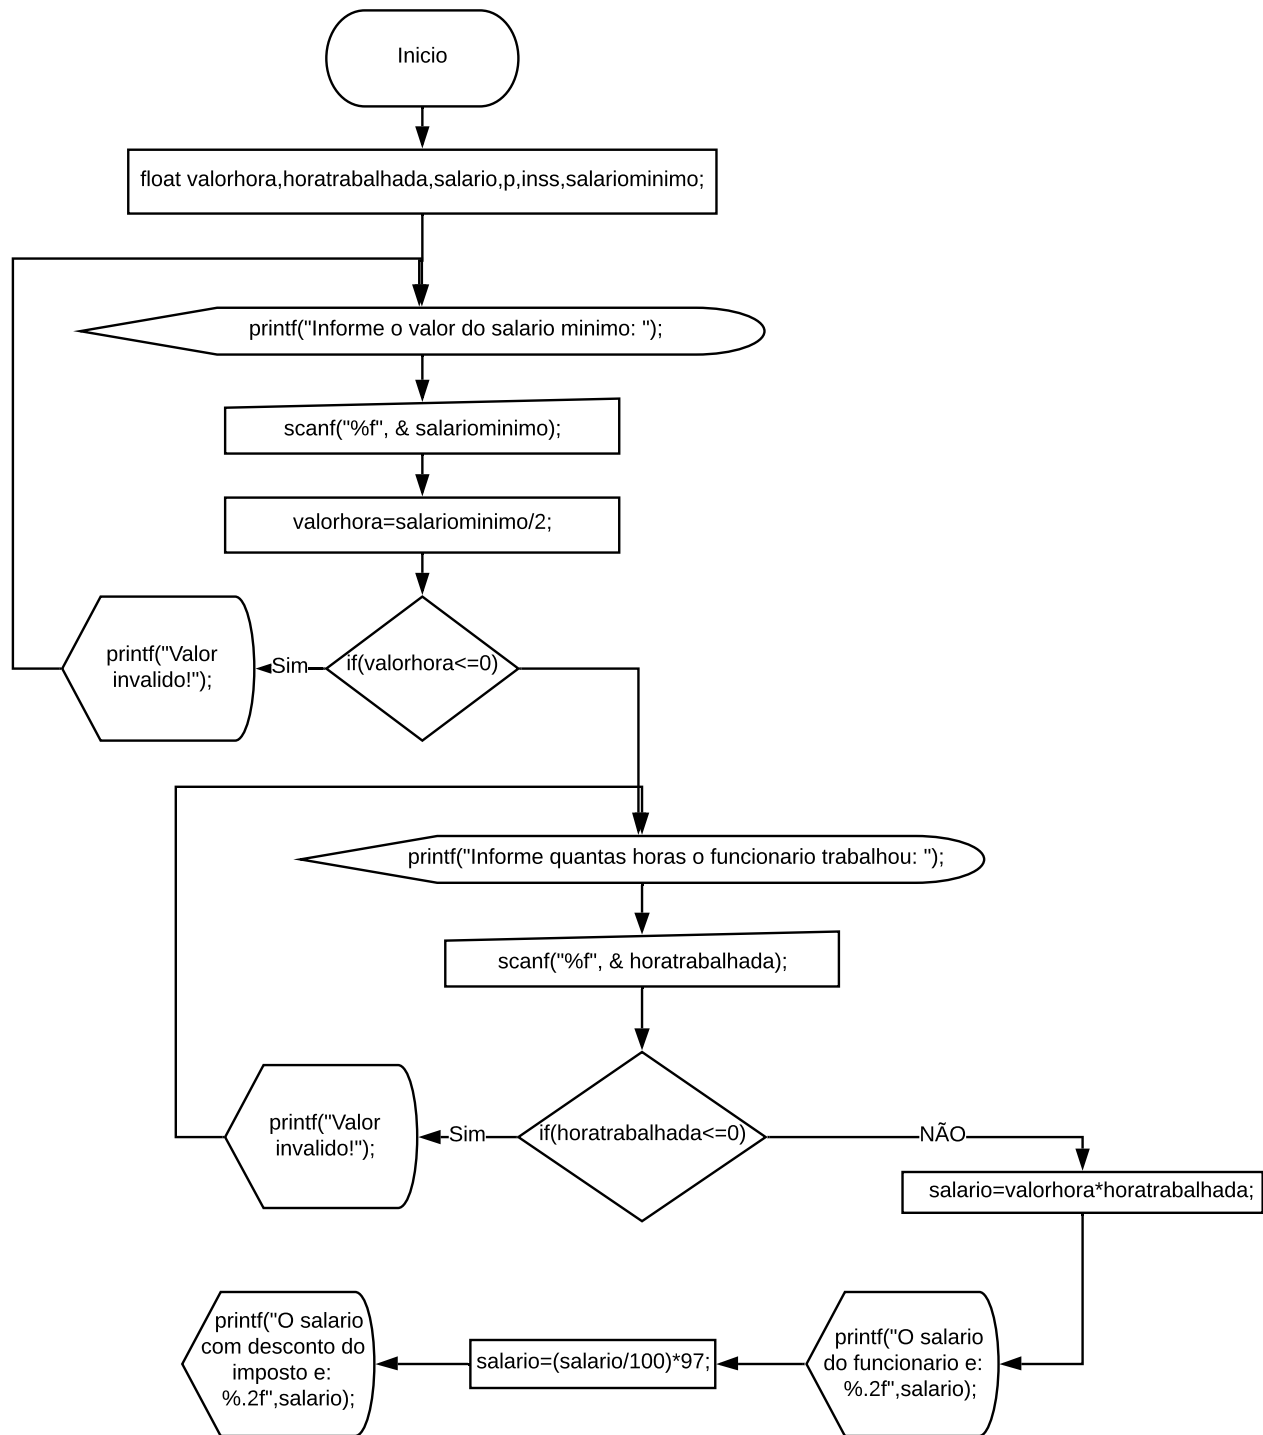 Inicio
float valorhora,horatrabalhada,salario,p,inss,salariominimo;
printf("Informe o valor do salario minimo: ");
scanf("%f", & salariominimo);
valorhora=salariominimo/2;
if(valorhora<=0)
Sim
printf("Valor
invalido!");
printf("Informe quantas horas o funcionario trabalhou: ");
scanf("%f", & horatrabalhada);
if(horatrabalhada<=0)
Sim
printf("Valor
invalido!");
NÃO
salario=valorhora*horatrabalhada;
printf("O salario
do funcionario e:
%.2f",salario);
salario=(salario/100)*97;
printf("O salario
com desconto do
imposto e:
%.2f",salario);